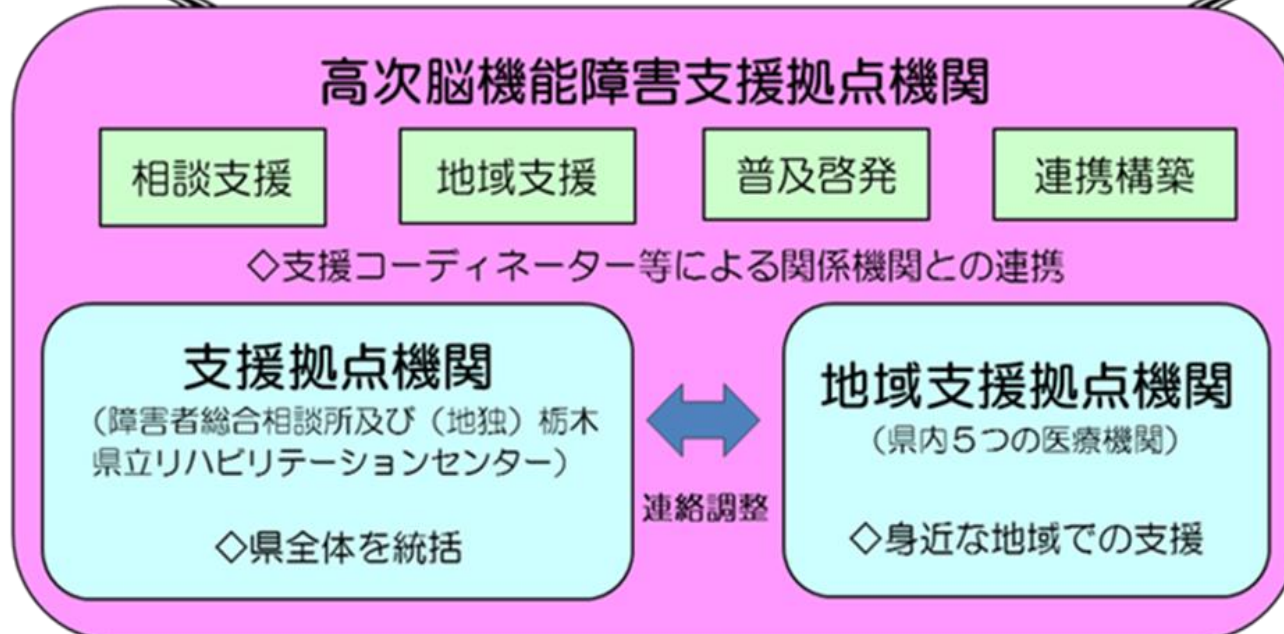 高次脳機能障害支援拠点機関
相談支援
地域支援
普及啓発
連携構築
◇支援コーディネーター等による関係機関との連携
支援拠点機関
（障害者総合相談所及び（地独）栃木
県立リハビリテーションセンター）
◇県全体を統括
連絡調整
地域支援拠点機関
（県内５つの医療機関）
◇身近な地域での支援